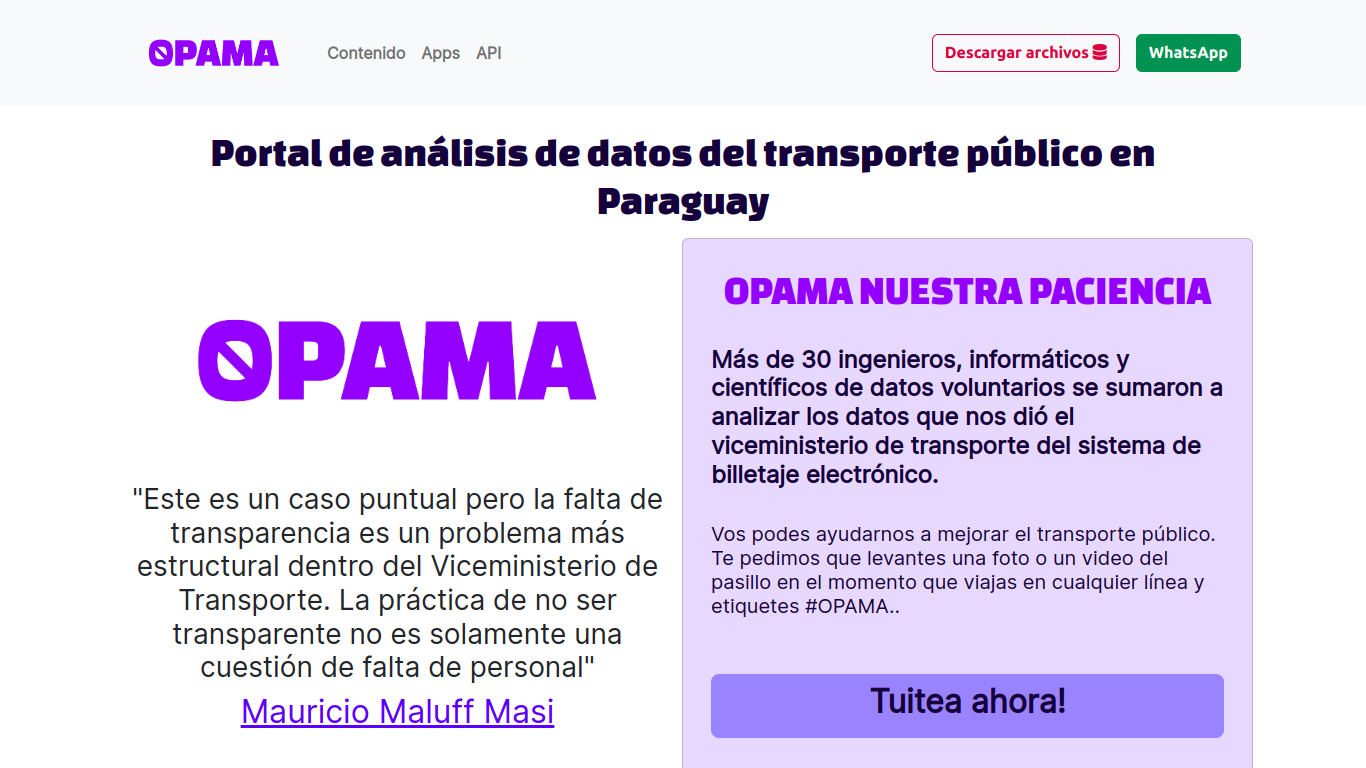 OPAMA
Contenido Apps API
Descargar archivos
WhatsApp
Portal de análisis de datos del transporte público en
Paraguay
OPAMA
"Este es un caso puntual pero la falta de
transparencia es un problema más
estructural dentro del Viceministerio de
Transporte. La práctica de no ser
transparente no es solamente una
cuestión de falta de personal"
Mauricio Maluff Masi
OPAMA NUESTRA PACIENCIA
Más de 30 ingenieros, informáticos y
científicos de datos voluntarios se sumaron a
analizar los datos que nos dió el
viceministerio de transporte del sistema de
billetaje electrónico.
Vos podes ayudarnos a mejorar el transporte público.
Te pedimos que levantes una foto o un video del
pasillo en el momento que viajas en cualquier línea y
etiquetes #OPAMA..
Tuitea ahora!